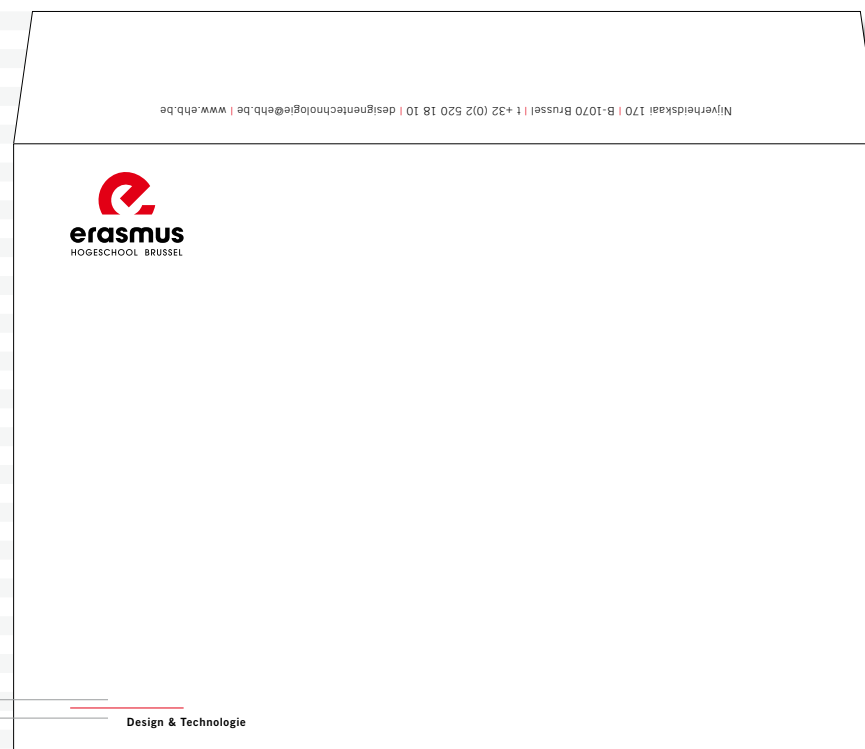 Nijverheidskaai 170 | B-1070 Brussel | t +32 (0)2 520 18 10 | designentechnologie@ehb.be | www.ehb.be
erasmus
HOGESCHOOL BRUSSEL
Design & Technologie